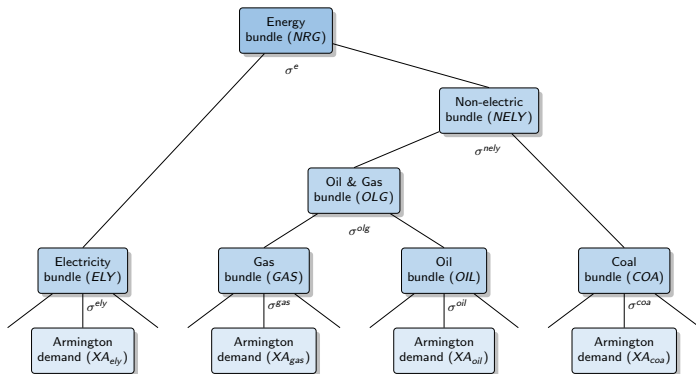 Energy
bundle (NRG)
σ^e
Non-electric
bundle (NELY)
σ^nely
Oil & Gas
bundle (OLG)
σ^olg
Electricity
bundle (ELY)
Gas
bundle (GAS)
Oil
bundle (OIL)
Coal
bundle (COA)
σ^ely
σ^gas
σ^oil
σ^coa
Armington
demand (XA_ely)
Armington
demand (XA_gas)
Armington
demand (XA_oil)
Armington
demand (XA_coa)